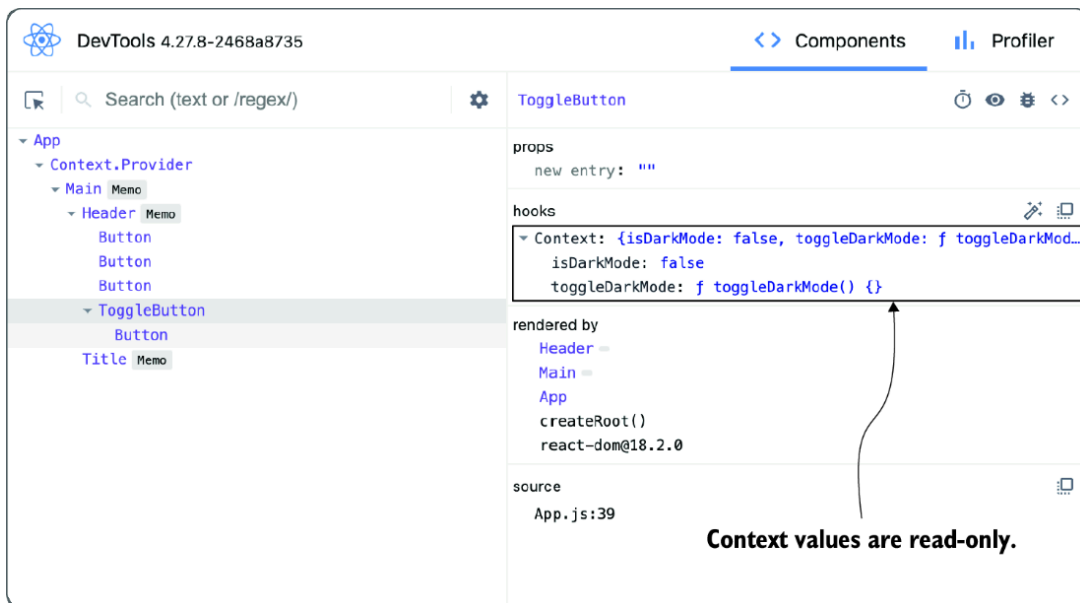 DevTools 4.27.8-2468a8735
Components
Profiler
Search (text or /regex/)
App
Context.Provider
Main Memo
Header Memo
Button
Button
Button
ToggleButton
Button
Title Memo
ToggleButton
props
new entry: ""
hooks
Context: {isDarkMode: false, toggleDarkMode: ƒ toggleDarkMod…
isDarkMode: false
toggleDarkMode: ƒ toggleDarkMode() {}
rendered by
Header
Main
App
createRoot()
react-dom@18.2.0
source
App.js:39
Context values are read-only.